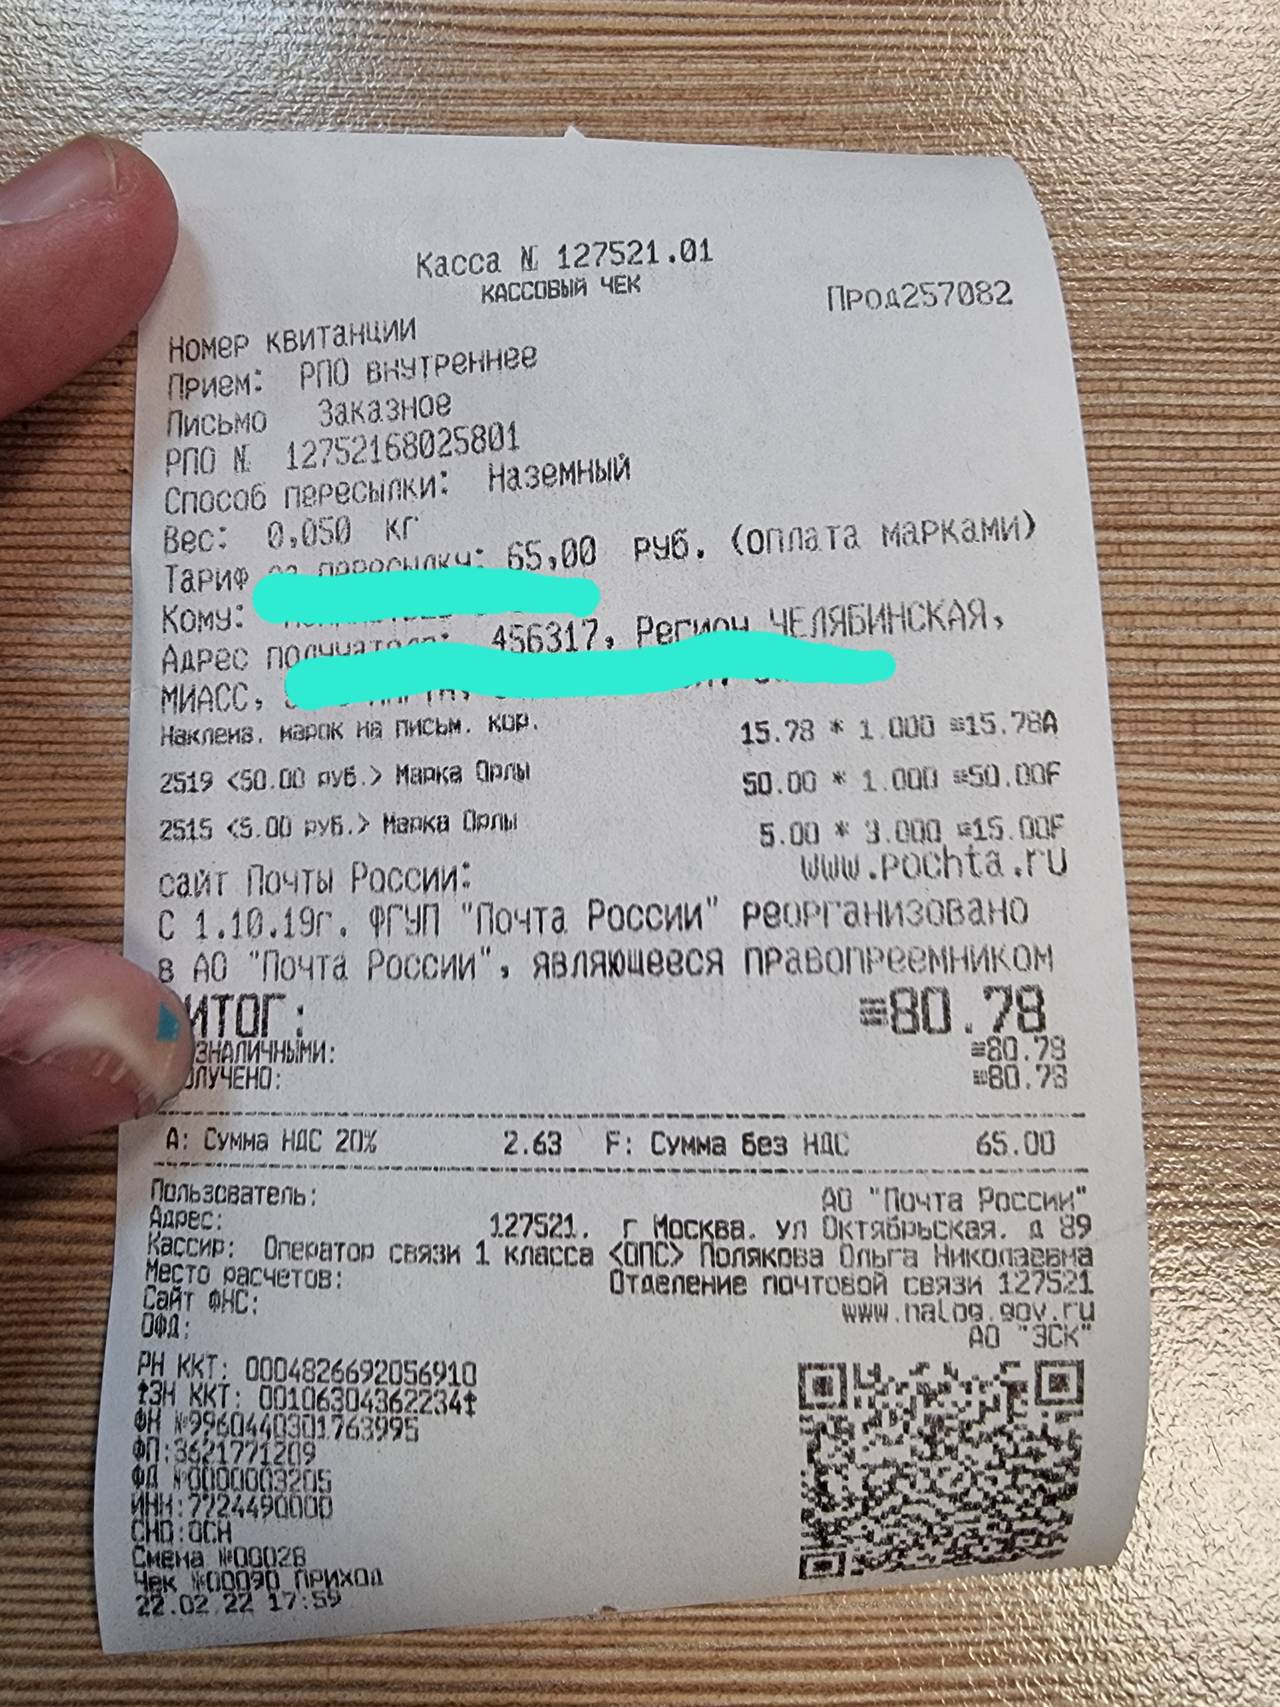 Касса № 127521.01
КАССОВЫЙ ЧЕК
Прод257082
Номер квитанции
Прием: РПО внутреннее
Письмо Заказное
РПО № 12752168025801
Способ пересылки: Наземный
Вес: 0,050 кг
Тариф за пересылку: 65,00 руб. (оплата марками)
Кому:
Адрес получателя: 456317, Регион ЧЕЛЯБИНСКАЯ,
МИАСС,
Наклеив. марок на письм. кор. 15.78 * 1.000 ≡15.78А
2519 <50.00 руб.> Марка Орлы 50.00 * 1.000 ≡50.00F
2515 <5.00 руб.> Марка Орлы 5.00 * 3.000 ≡15.00F
сайт Почты России: www.pochta.ru
С 1.10.19г. ФГУП "Почта России" реорганизовано
в АО "Почта России", являющееся правопреемником
ИТОГ: ≡80.78
ЗНАЛИЧНЫМИ: ≡80.78
ЛУЧЕНО: ≡80.78
А: Сумма НДС 20% 2.63 F: Сумма без НДС 65.00
Пользователь: АО "Почта России"
Адрес: 127521, г Москва, ул Октябрьская, д 89
Кассир: Оператор связи 1 класса <ОПС> Полякова Ольга Николаевна
Место расчетов: Отделение почтовой связи 127521
Сайт ФНС: www.nalog.gov.ru
ОФД: АО "ЭСК"
РН ККТ: 0004826692056910
↑ЗН ККТ: 00106304362234↕
ФН №9960440301763995
ФП:3621771209
ФД №0000003205
ИНН:7724490000
СНО:ОСН
Смена №00028
Чек №00090 ПРИХОД
22.02.22 17:59